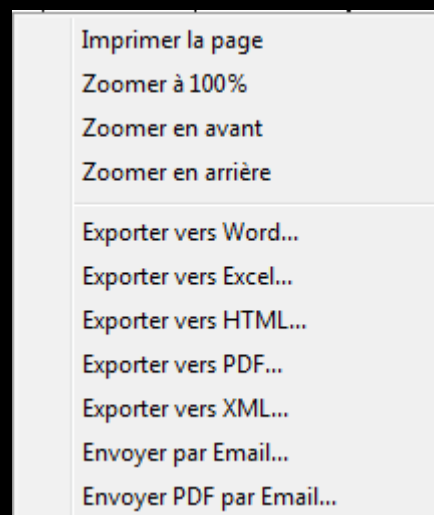 Imprimer la page
Zoomer à 100%
Zoomer en avant
Zoomer en arrière
Exporter vers Word...
Exporter vers Excel...
Exporter vers HTML...
Exporter vers PDF...
Exporter vers XML...
Envoyer par Email...
Envoyer PDF par Email...